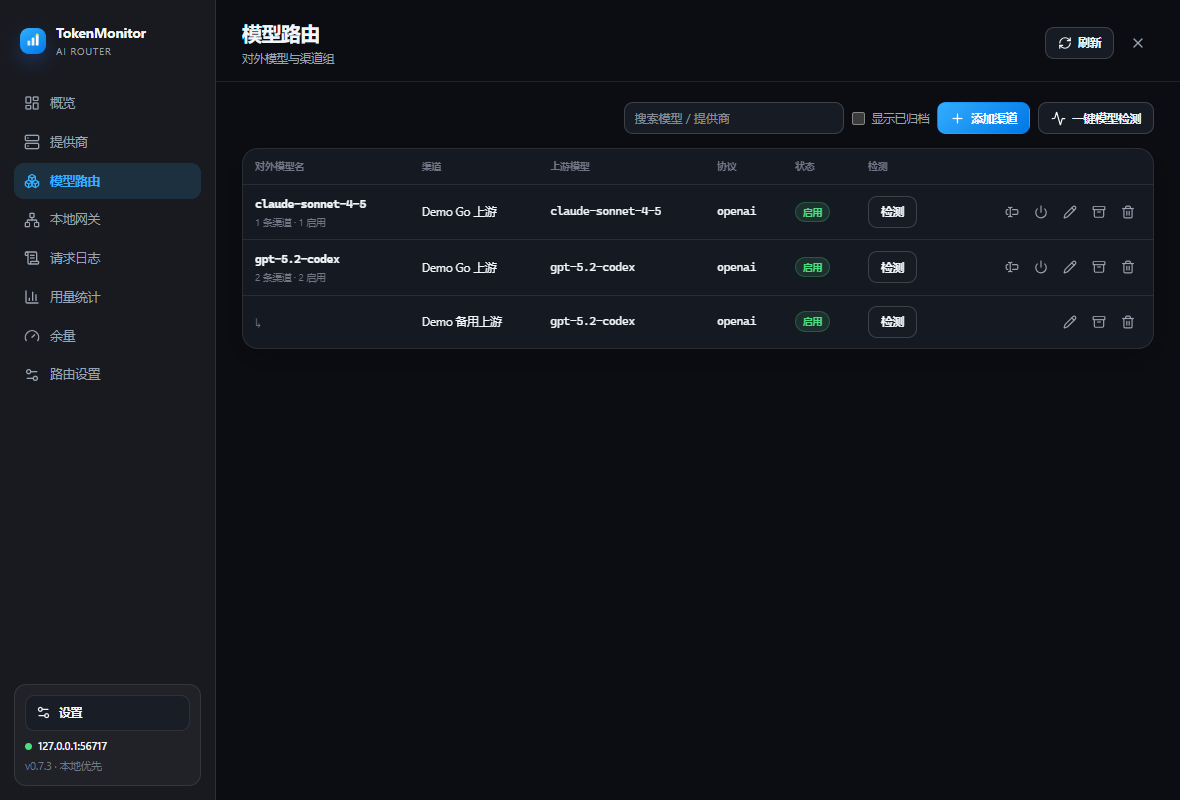 TokenMonitor
AI ROUTER
概览
提供商
模型路由
本地网关
请求日志
用量统计
余量
路由设置
设置
127.0.0.1:56717
v0.7.3 · 本地优先
模型路由
对外模型与渠道组
刷新
搜索模型 / 提供商
显示已归档
添加渠道
一键模型检测
对外模型名 渠道 上游模型 协议 状态 检测
claude-sonnet-4-5 Demo Go 上游 claude-sonnet-4-5 openai 启用 检测
1 条渠道 · 1 启用
gpt-5.2-codex Demo Go 上游 gpt-5.2-codex openai 启用 检测
2 条渠道 · 2 启用
↳ Demo 备用上游 gpt-5.2-codex openai 启用 检测